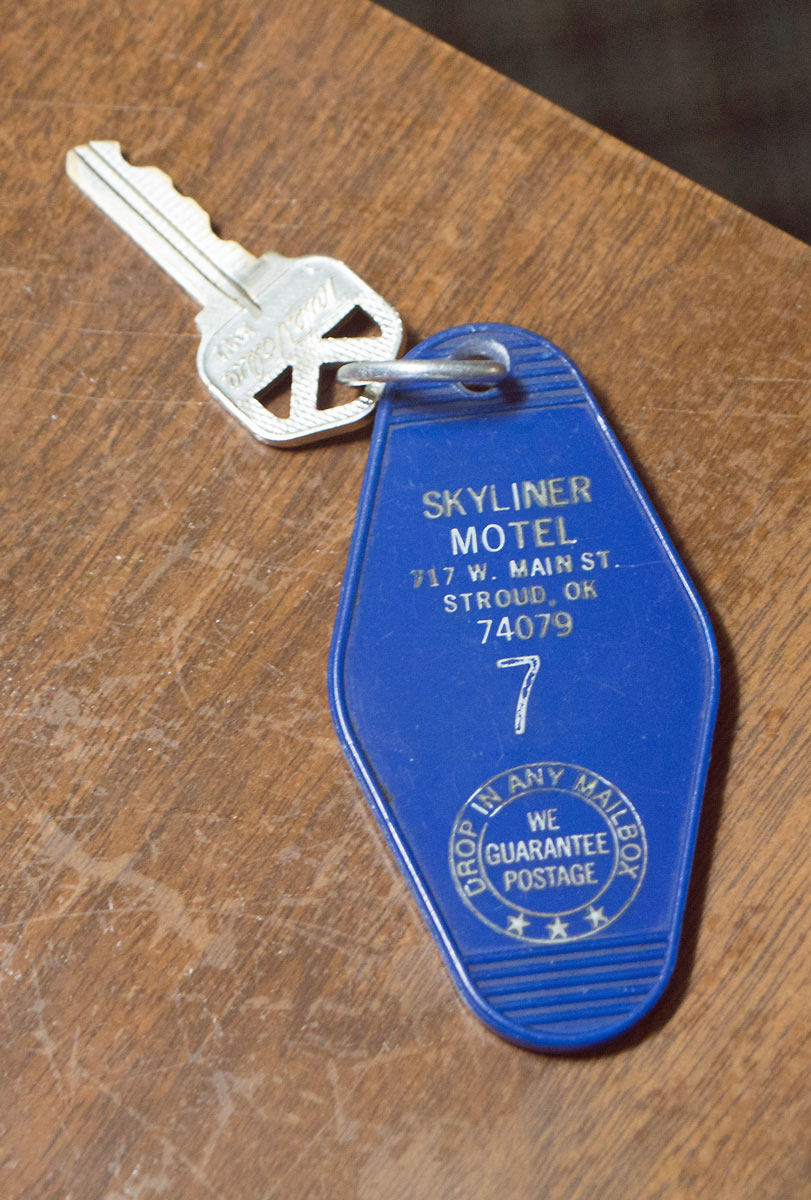 SKYLINER
MOTEL
717 W. MAIN ST.
STROUD, OK
74079
7
DROP IN ANY MAILBOX
WE
GUARANTEE
POSTAGE